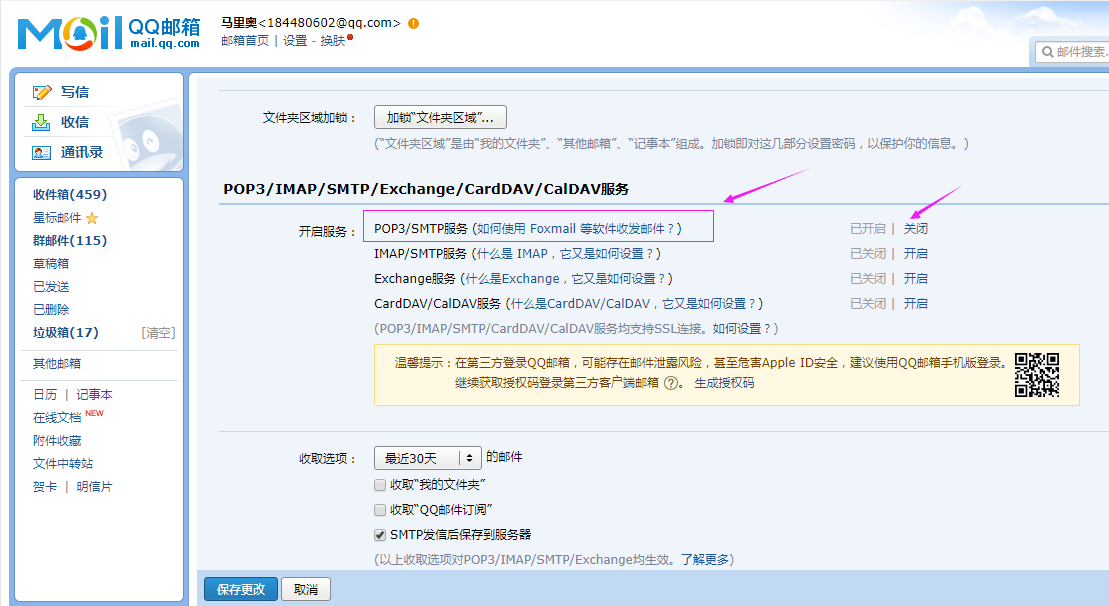 MAil QQ邮箱 mail.qq.com
马里奥<184480602@qq.com>
邮箱首页 | 设置 - 换肤
邮件搜索..
写信
收信
通讯录
收件箱(459)
星标邮件
群邮件(115)
草稿箱
已发送
已删除
垃圾箱(17) [清空]
其他邮箱
日历 | 记事本
在线文档 NEW
附件收藏
文件中转站
贺卡 | 明信片
文件夹区域加锁： 加锁“文件夹区域”...
(“文件夹区域”是由“我的文件夹”、“其他邮箱”、“记事本”组成。加锁即对这几部分设置密码，以保护你的信息。)
POP3/IMAP/SMTP/Exchange/CardDAV/CalDAV服务
开启服务： POP3/SMTP服务 (如何使用 Foxmail 等软件收发邮件？) 已开启 | 关闭
IMAP/SMTP服务 (什么是 IMAP，它又是如何设置？) 已关闭 | 开启
Exchange服务 (什么是Exchange，它又是如何设置？) 已关闭 | 开启
CardDAV/CalDAV服务 (什么是CardDAV/CalDAV，它又是如何设置？) 已关闭 | 开启
(POP3/IMAP/SMTP/CardDAV/CalDAV服务均支持SSL连接。如何设置？)
温馨提示：在第三方登录QQ邮箱，可能存在邮件泄露风险，甚至危害Apple ID安全，建议使用QQ邮箱手机版登录。
继续获取授权码登录第三方客户端邮箱 ?。 生成授权码
收取选项： 最近30天 的邮件
收取“我的文件夹”
收取“QQ邮件订阅”
SMTP发信后保存到服务器
(以上收取选项对POP3/IMAP/SMTP/Exchange均生效。了解更多)
保存更改 取消